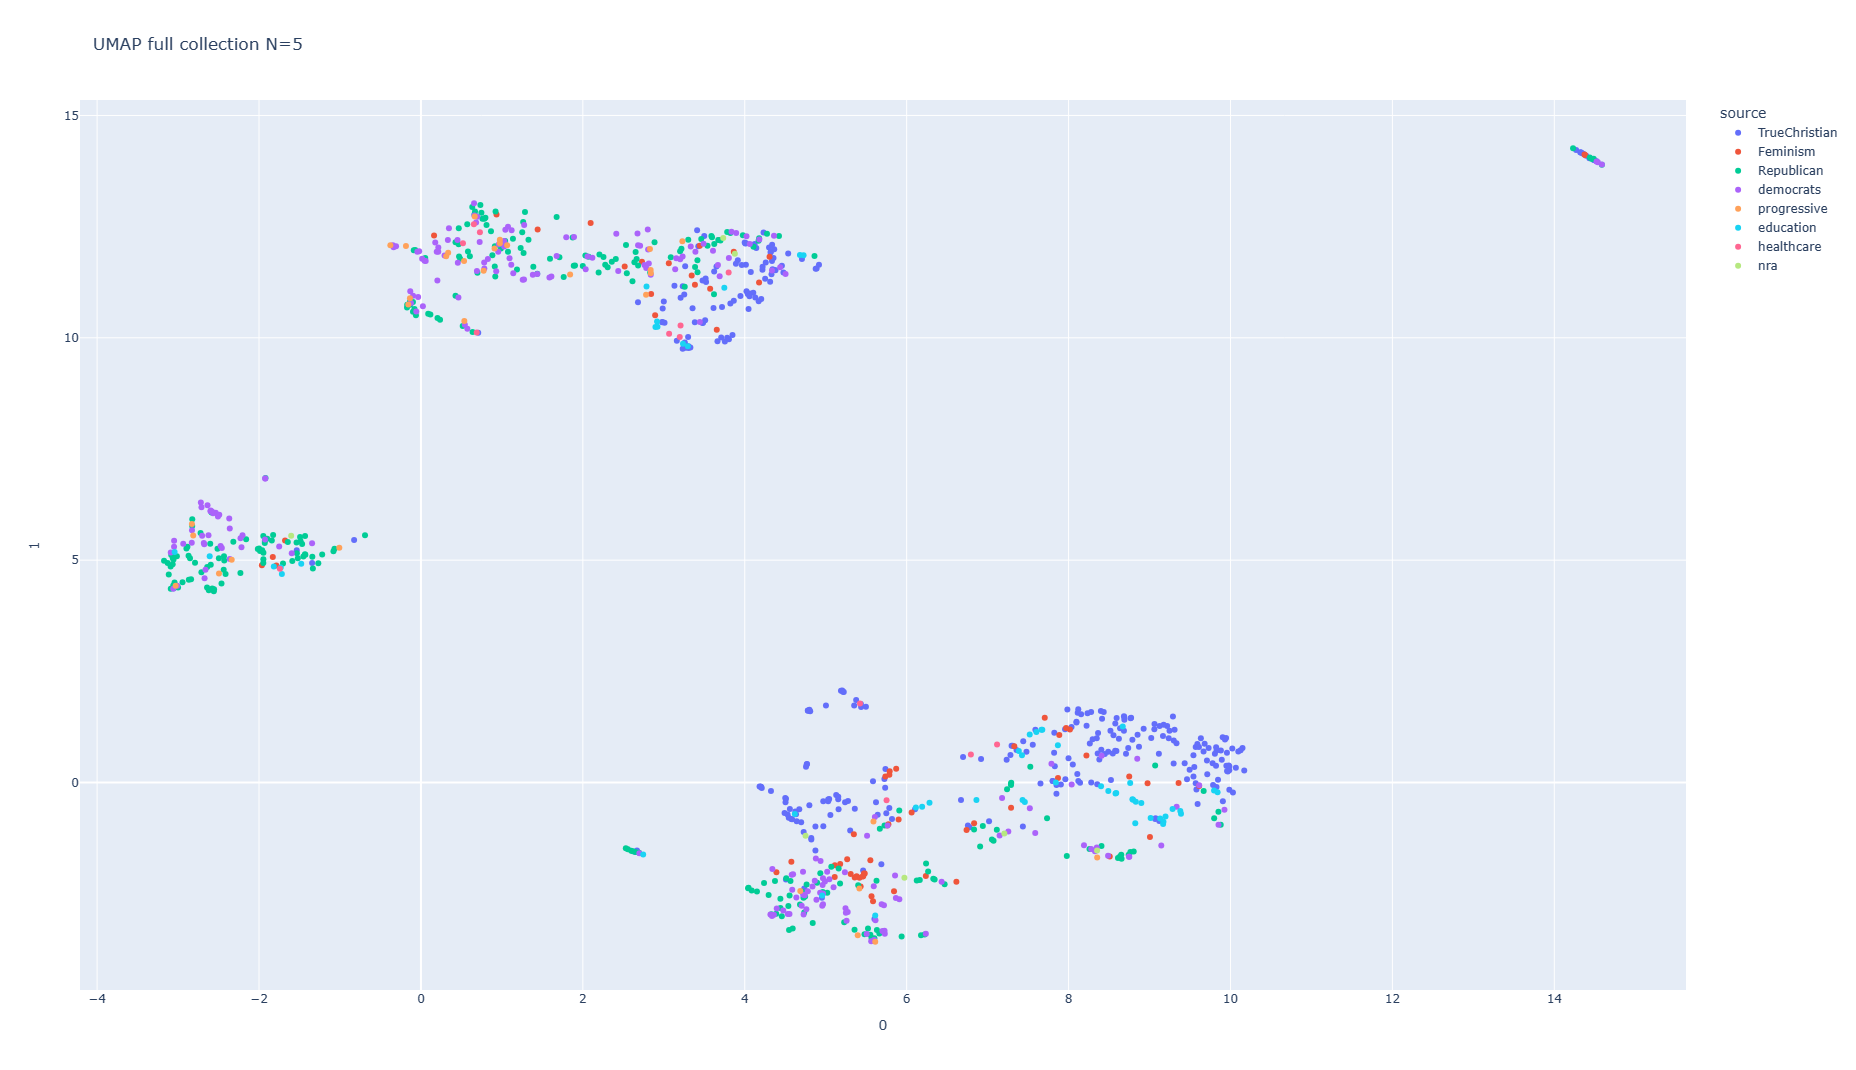 UMAP full collection N=5
source
TrueChristian
Feminism
Republican
democrats
progressive
education
healthcare
nra
15
10
5
0
1
−4
−2
0
2
4
6
8
10
12
14
0